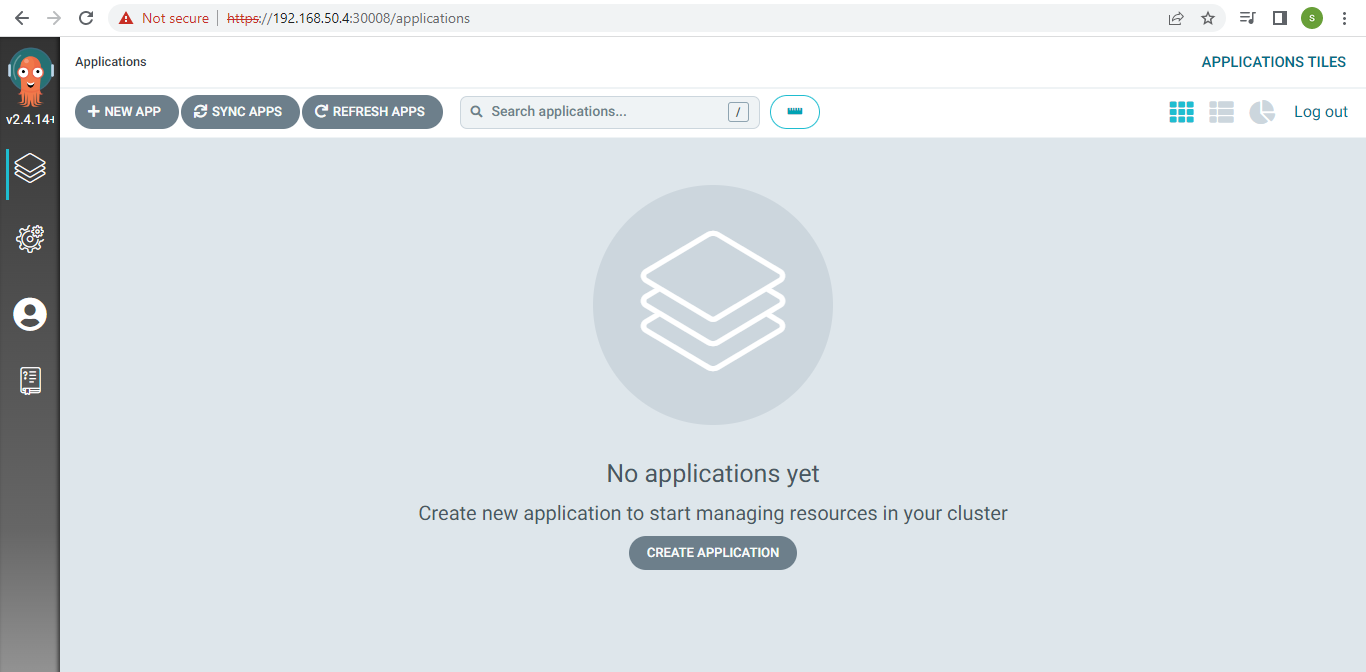 Not secure https://192.168.50.4:30008/applications S
Applications APPLICATIONS TILES
v2.4.14+
NEW APP SYNC APPS REFRESH APPS Search applications... / Log out
No applications yet
Create new application to start managing resources in your cluster
CREATE APPLICATION